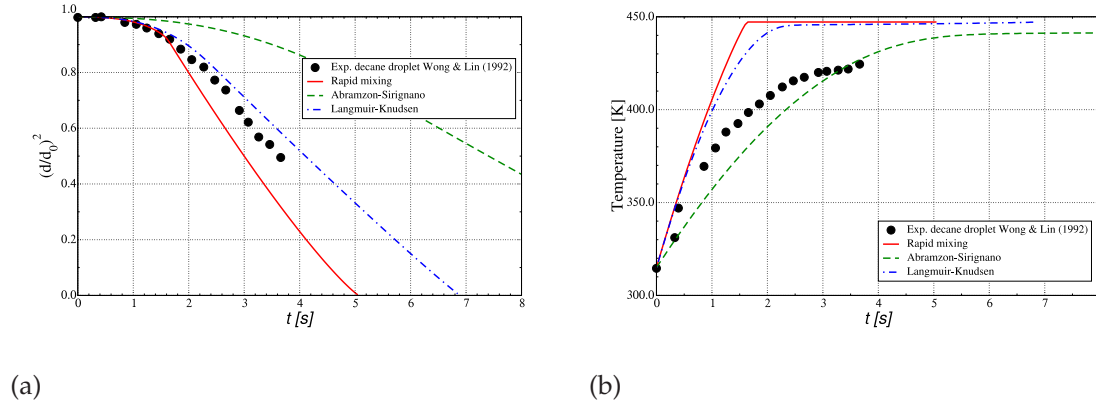 1.0
0.8
0.6
0.4
0.2
0.0
(d/d0)²
0 1 2 3 4 5 6 7 8
t [s]
Exp. decane droplet Wong & Lin (1992)
Rapid mixing
Abramzon-Sirignano
Langmuir-Knudsen
(a)
450.0
400.0
350.0
300.0
Temperature [K]
0 1 2 3 4 5 7
t [s]
Exp. decane droplet Wong & Lin (1992)
Rapid mixing
Abramzon-Sirignano
Langmuir-Knudsen
(b)